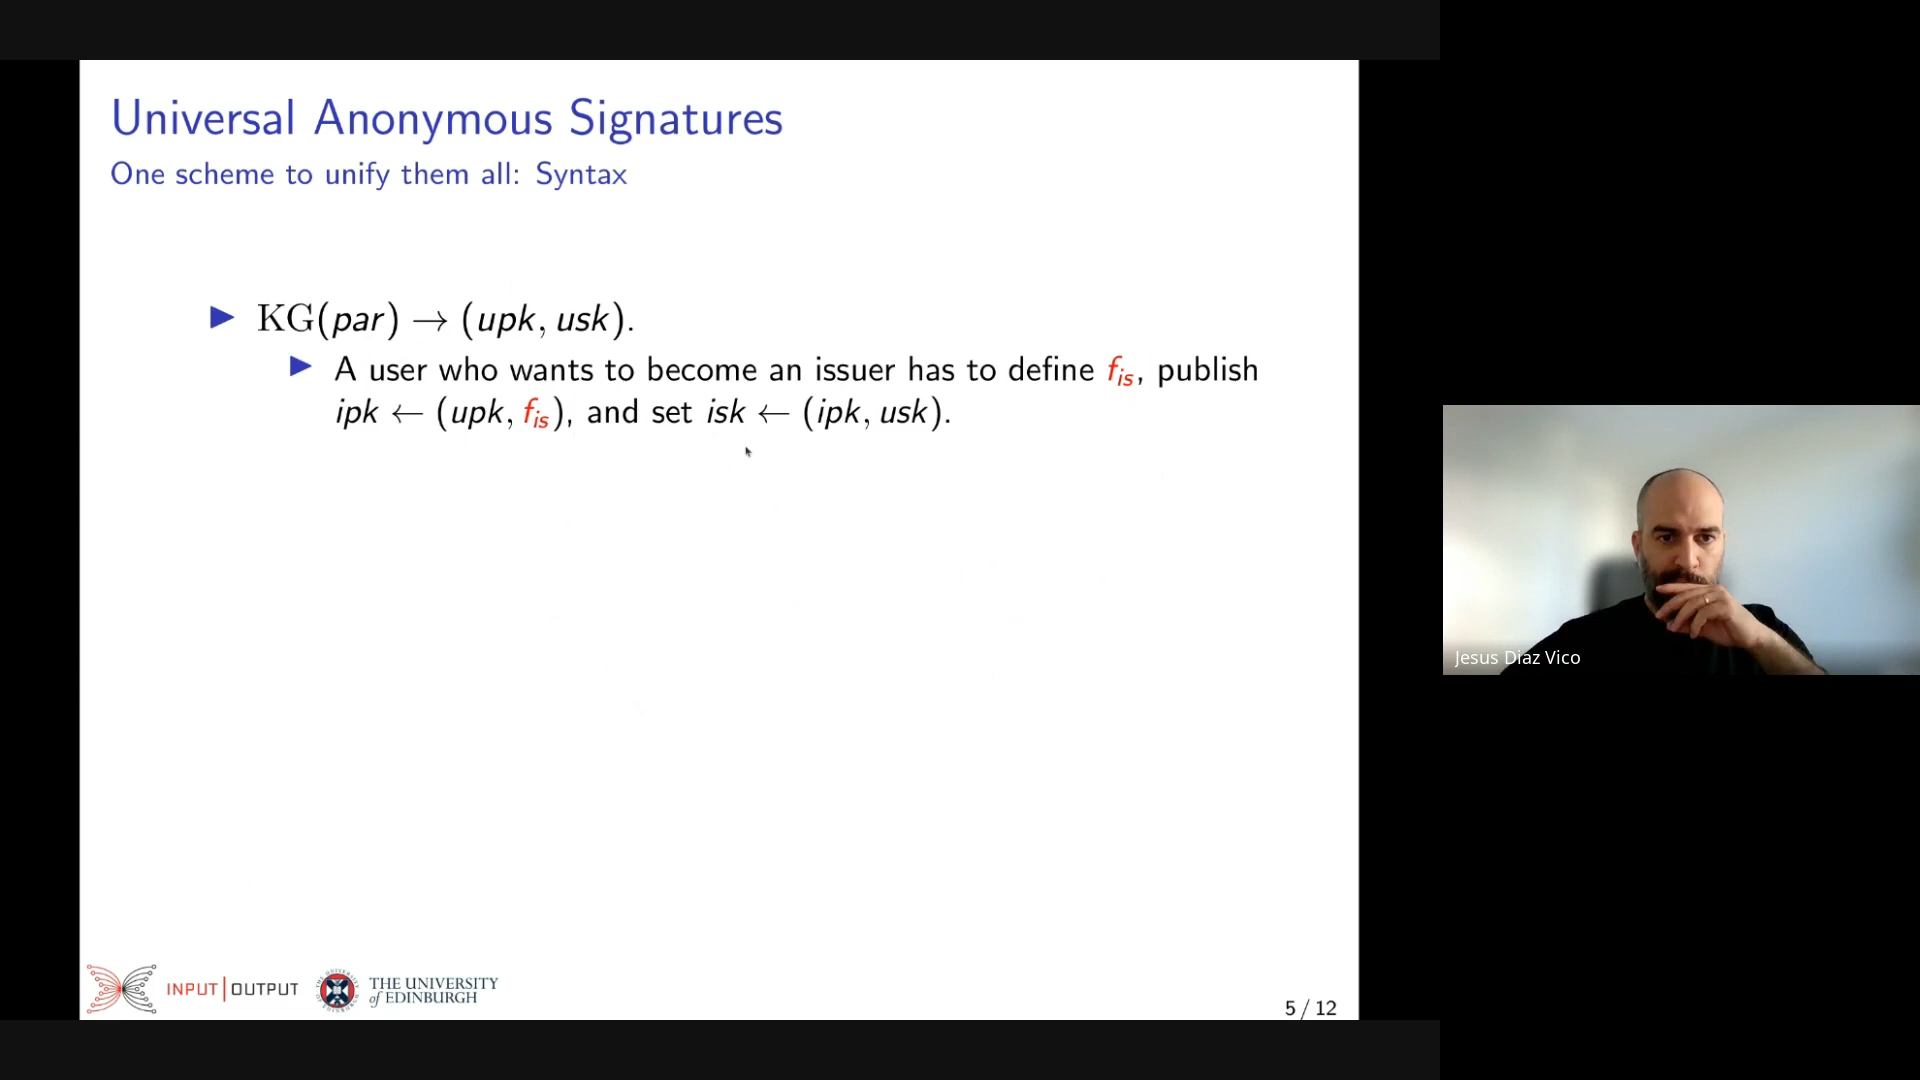 Universal Anonymous Signatures
One scheme to unify them all: Syntax
▶ KG(par) → (upk, usk).
▶ A user who wants to become an issuer has to define f_is, publish
ipk ← (upk, f_is), and set isk ← (ipk, usk).
Jesus Diaz Vico
INPUT|OUTPUT
THE UNIVERSITY
of EDINBURGH
5 / 12